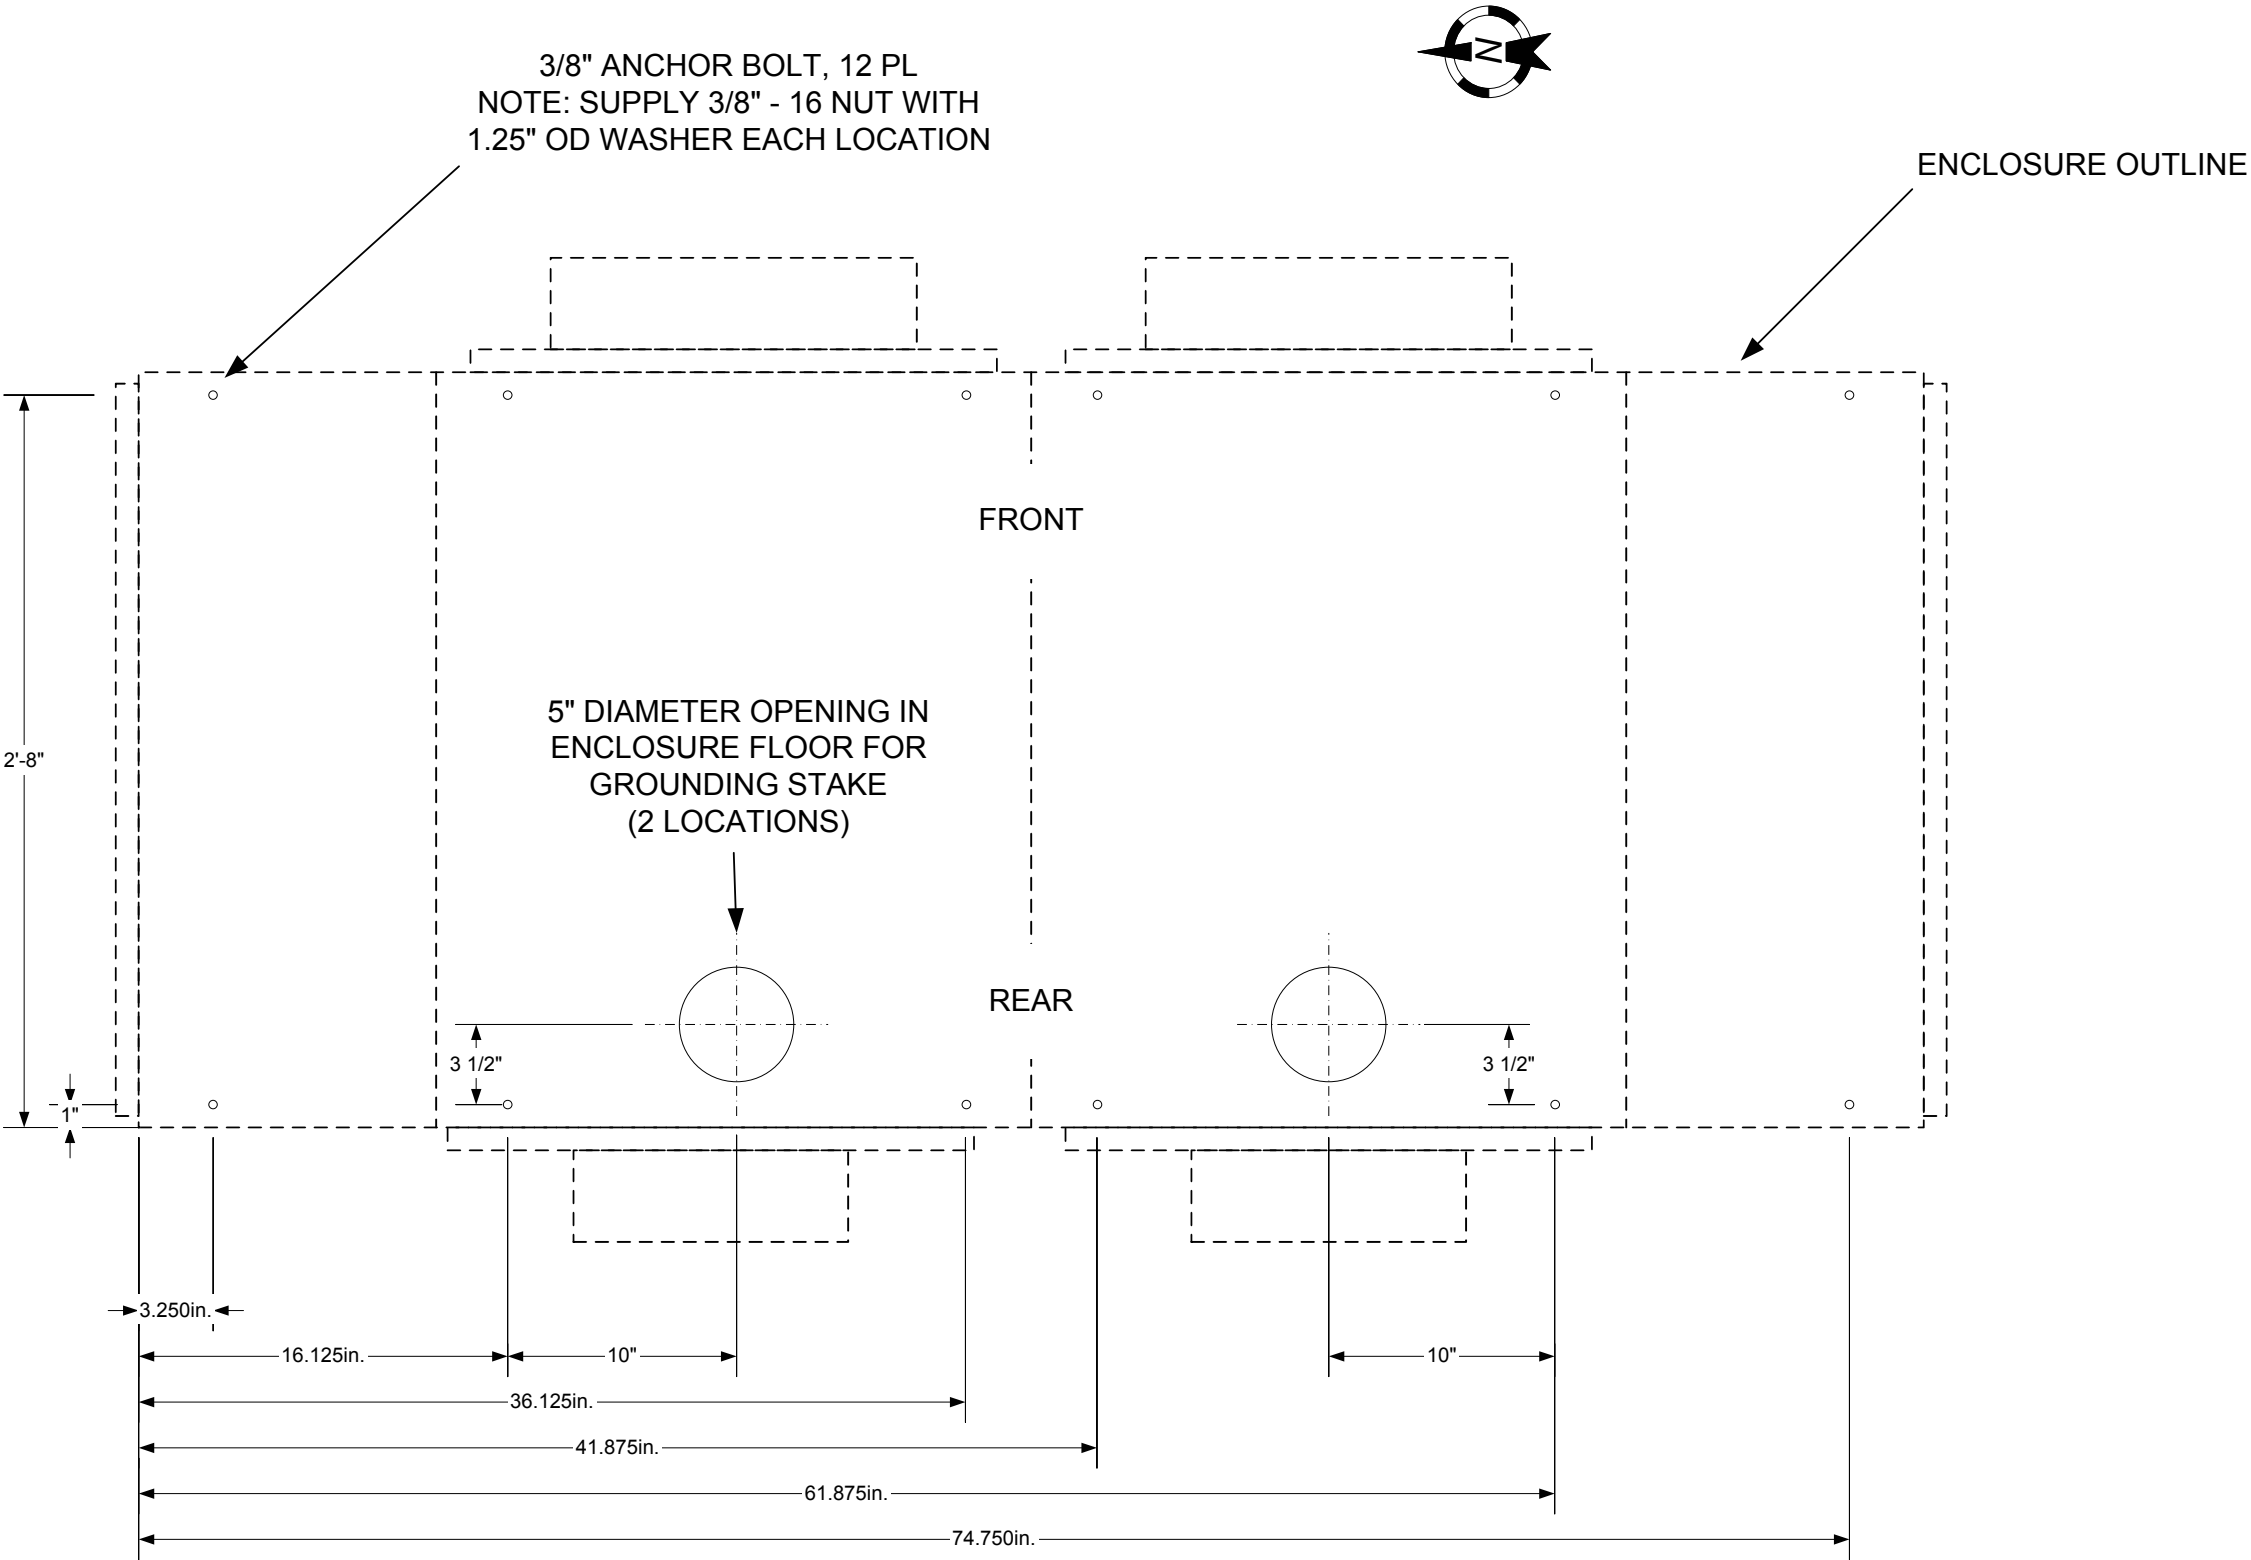 N
3/8" ANCHOR BOLT, 12 PL
NOTE: SUPPLY 3/8" - 16 NUT WITH
1.25" OD WASHER EACH LOCATION
ENCLOSURE OUTLINE
FRONT
2'-8"
5" DIAMETER OPENING IN
ENCLOSURE FLOOR FOR
GROUNDING STAKE
(2 LOCATIONS)
REAR
3 1/2"
3 1/2"
1"
3.250in.
16.125in.
10"
10"
36.125in.
41.875in.
61.875in.
74.750in.